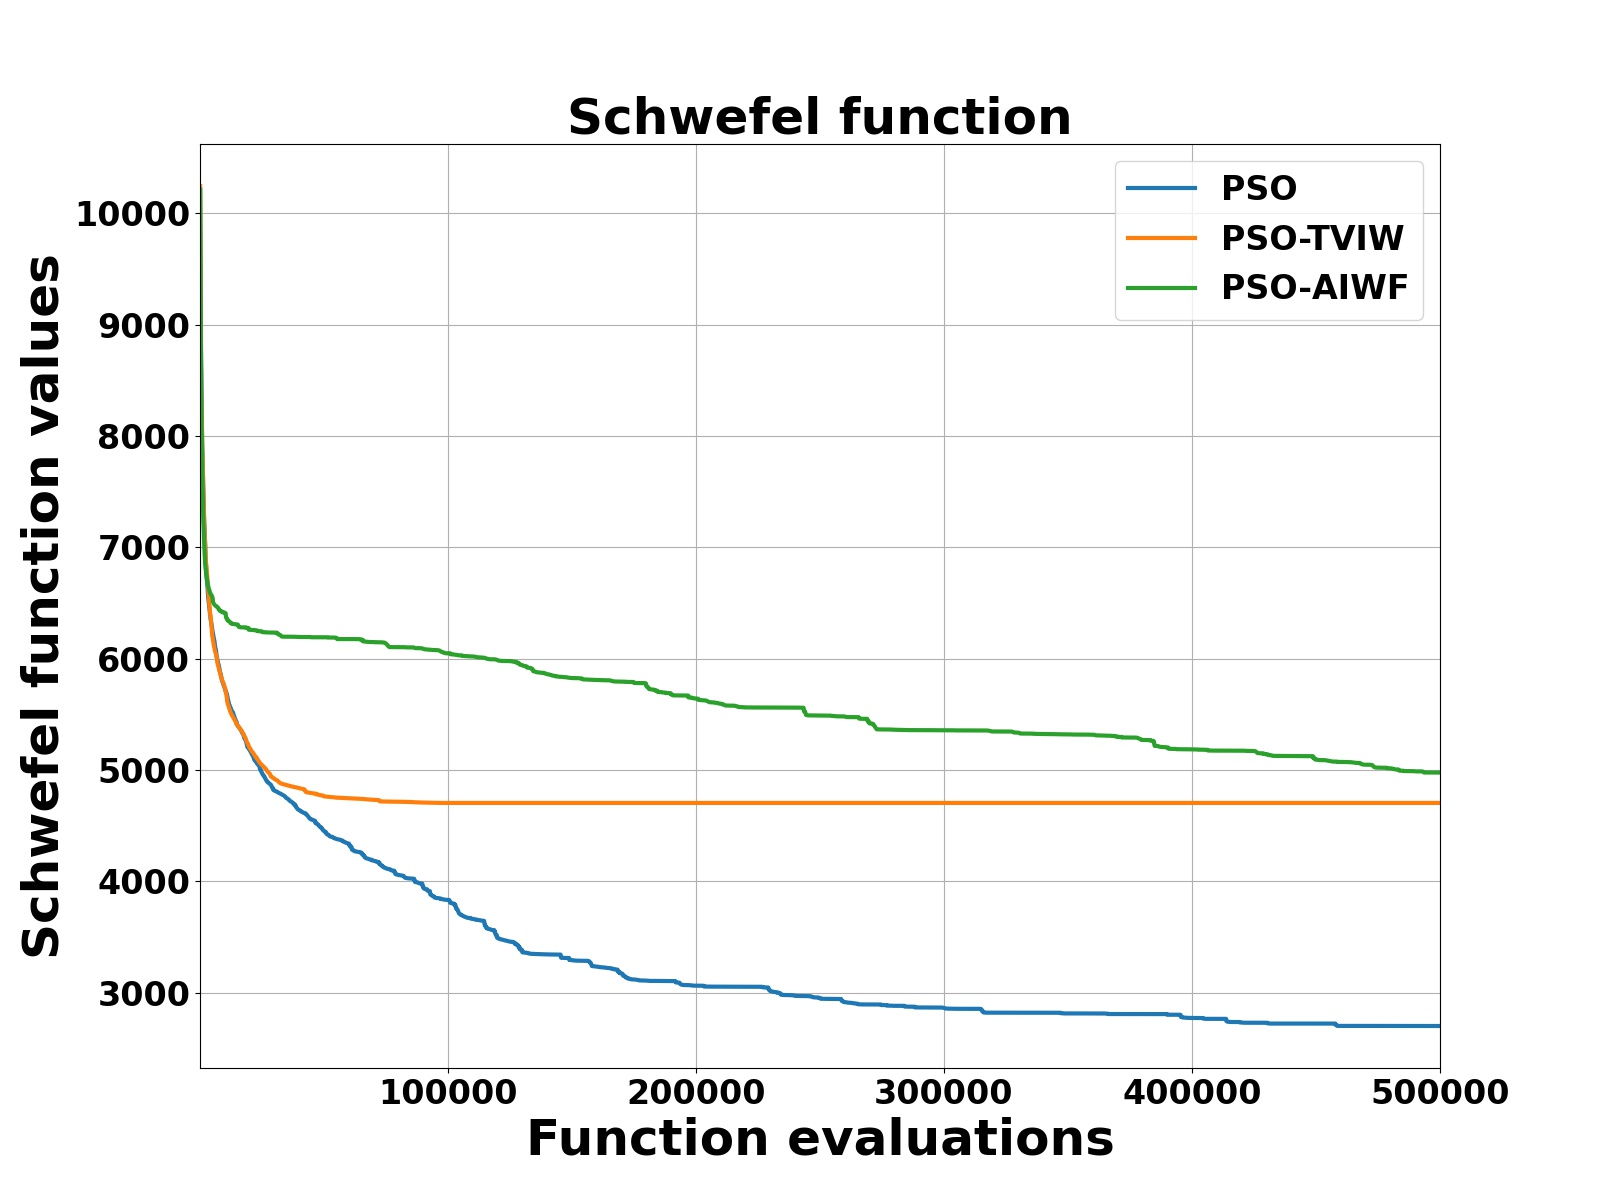 Schwefel function
Schwefel function values
10000
9000
8000
7000
6000
5000
4000
3000
PSO
PSO-TVIW
PSO-AIWF
100000 200000 300000 400000 500000
Function evaluations